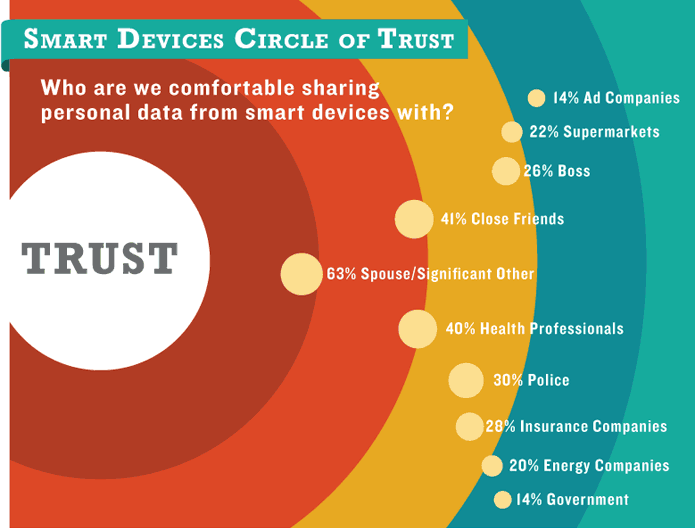 SMART DEVICES CIRCLE OF TRUST
Who are we comfortable sharing
personal data from smart devices with?
14% Ad Companies
22% Supermarkets
26% Boss
41% Close Friends
TRUST
63% Spouse/Significant Other
40% Health Professionals
30% Police
28% Insurance Companies
20% Energy Companies
14% Government